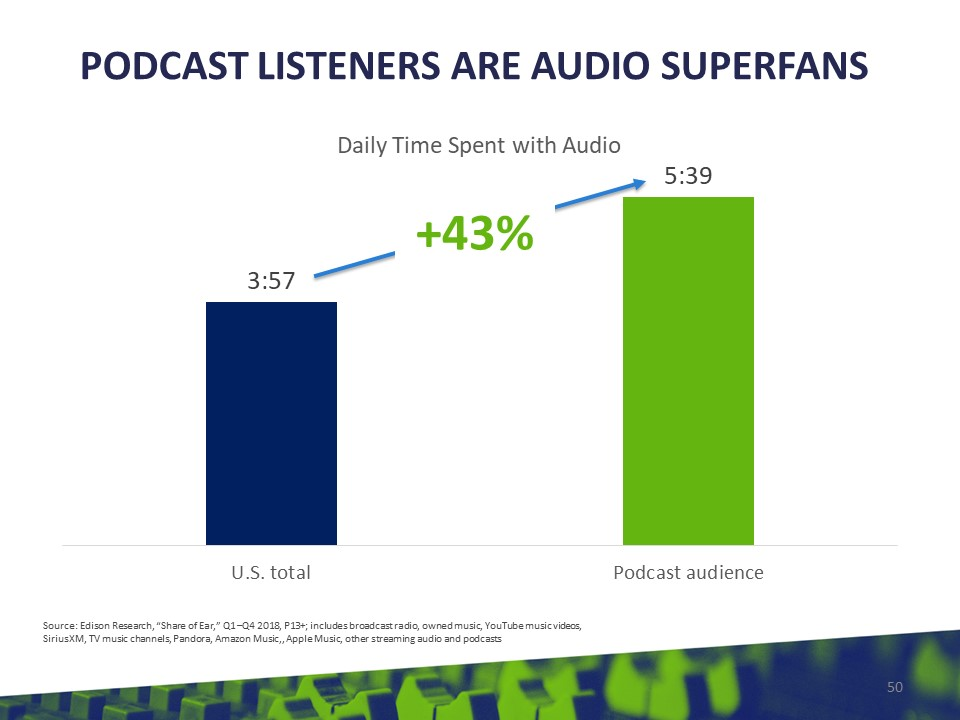 PODCAST LISTENERS ARE AUDIO SUPERFANS
Daily Time Spent with Audio
5:39
+43%
3:57
U.S. total
Podcast audience
Source: Edison Research, “Share of Ear,” Q1–Q4 2018, P13+; includes broadcast radio, owned music, YouTube music videos,
SiriusXM, TV music channels, Pandora, Amazon Music,, Apple Music, other streaming audio and podcasts
50